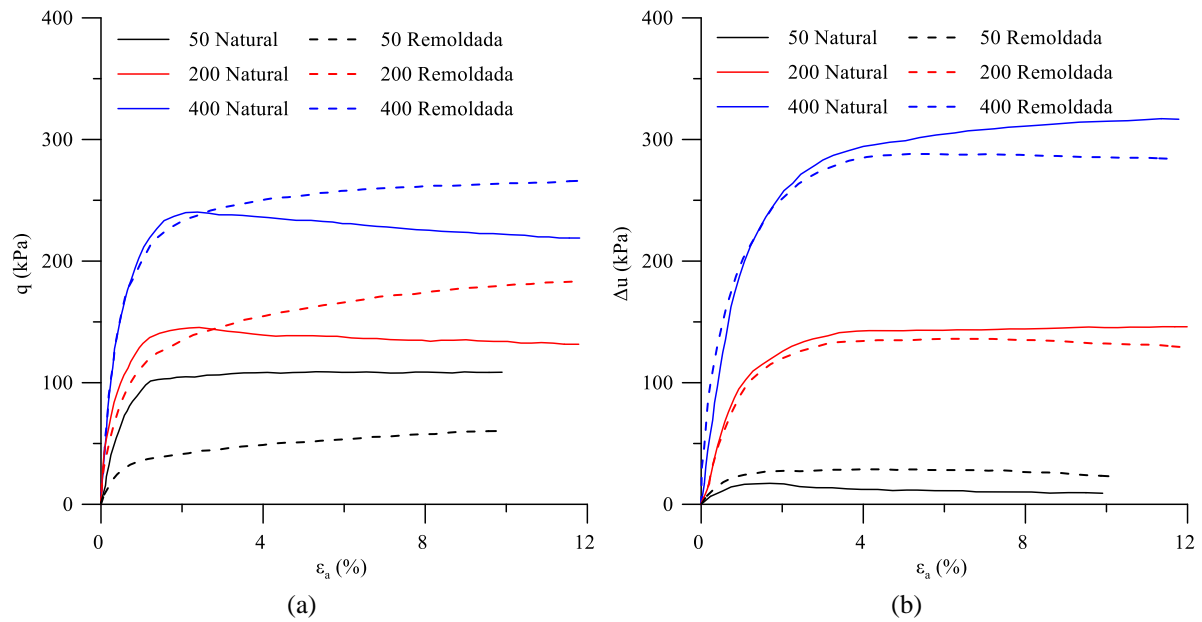 400
300
200
100
0
q (kPa)
50 Natural
50 Remoldada
200 Natural
200 Remoldada
400 Natural
400 Remoldada
0
4
8
12
εa (%)
(a)
400
300
200
100
0
Δu (kPa)
50 Natural
50 Remoldada
200 Natural
200 Remoldada
400 Natural
400 Remoldada
0
4
8
12
εa (%)
(b)